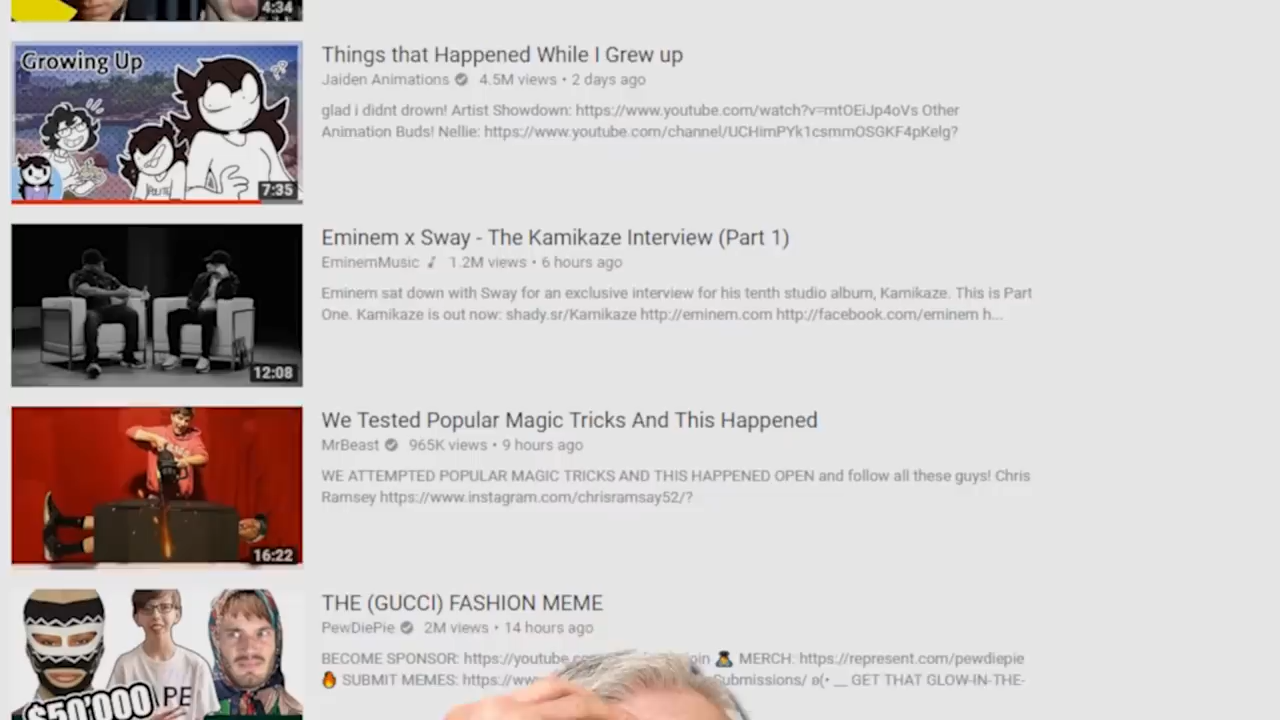 4:34
Growing Up
POLITE
7:35
Things that Happened While I Grew up
Jaiden Animations 4.5M views • 2 days ago
glad i didnt drown! Artist Showdown: https://www.youtube.com/watch?v=mtOEiJp4oVs Other
Animation Buds! Nellie: https://www.youtube.com/channel/UCHimPYk1csmmOSGKF4pKelg?
12:08
Eminem x Sway - The Kamikaze Interview (Part 1)
EminemMusic 1.2M views • 6 hours ago
Eminem sat down with Sway for an exclusive interview for his tenth studio album, Kamikaze. This is Part
One. Kamikaze is out now: shady.sr/Kamikaze http://eminem.com http://facebook.com/eminem h...
16:22
We Tested Popular Magic Tricks And This Happened
MrBeast 965K views • 9 hours ago
WE ATTEMPTED POPULAR MAGIC TRICKS AND THIS HAPPENED OPEN and follow all these guys! Chris
Ramsey https://www.instagram.com/chrisramsay52/?
$50'000
PE
THE (GUCCI) FASHION MEME
PewDiePie 2M views • 14 hours ago
BECOME SPONSOR: https://youtube MERCH: https://represent.com/pewdiepie
SUBMIT MEMES: Submissions/ ʚ(• __ GET THAT GLOW-IN-THE-